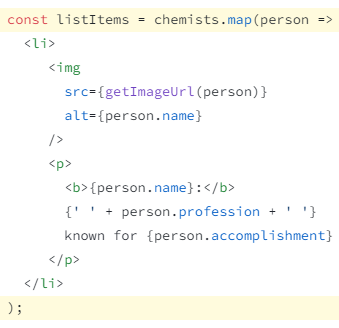 const listItems = chemists.map(person =>
  <li>
     <img
       src={getImageUrl(person)}
       alt={person.name}
     />
     <p>
       <b>{person.name}:</b>
       {' ' + person.profession + ' '}
       known for {person.accomplishment}
     </p>
  </li>
);